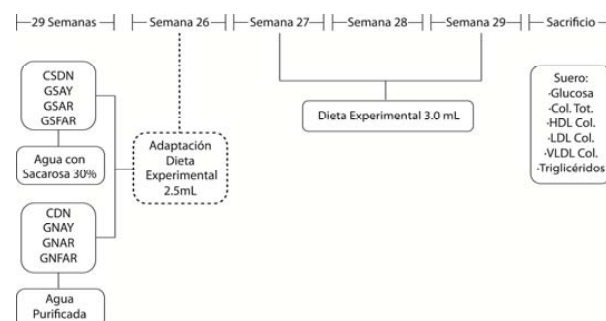 29 Semanas
Semana 26
Semana 27
Semana 28
Semana 29
Sacrificio
CSDN
GSAY
GSAR
GSFAR
Agua con
Sacarosa 30%
CDN
GNAY
GNAR
GNFAR
Agua
Purificada
Adaptación
Dieta
Experimental
2.5mL
Dieta Experimental 3.0 mL
Suero:
-Glucosa
-Col. Tot.
-HDL Col.
-LDL Col.
-VLDL Col.
-Triglicéridos